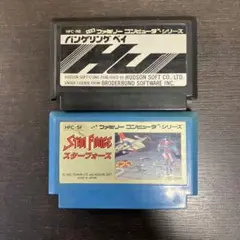 HFC-RB ファミリー コンピュータ シリーズ
バンゲリング ベイ
HUDSON SOFT CO., LTD.
BRODERBUND SOFTWARE INC.
HFC-SF ファミリー コンピュータ シリーズ
STAR FORCE
スターフォース